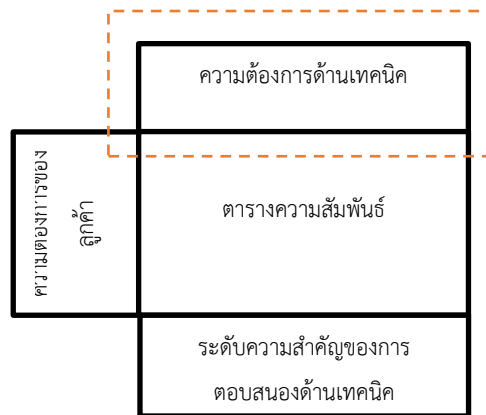 ความต้องการด้านเทคนิค
ความต้องการของ
ลูกค้า
ตารางความสัมพันธ์
ระดับความสำคัญของการ
ตอบสนองด้านเทคนิค